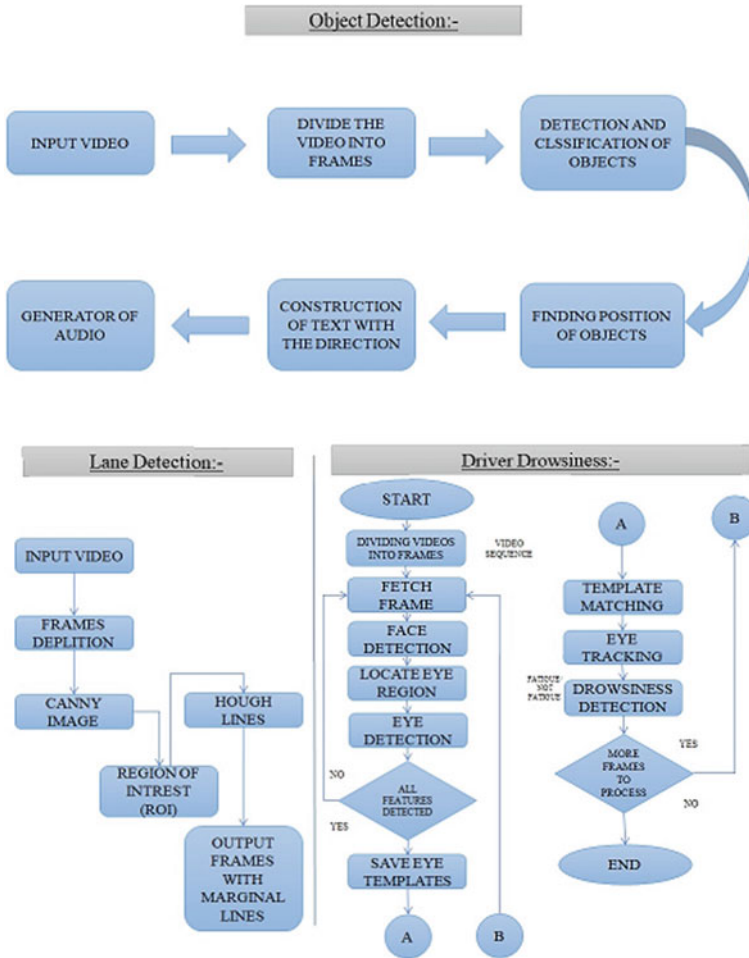 Object Detection:-
INPUT VIDEO
DIVIDE THE
VIDEO INTO
FRAMES
DETECTION AND
CLSSIFICATION OF
OBJECTS
FINDING POSITION
OF OBJECTS
CONSTRUCTION
OF TEXT WITH
THE DIRECTION
GENERATOR OF
AUDIO
Lane Detection:-
INPUT VIDEO
FRAMES
DEPLITION
CANNY
IMAGE
REGION OF
INTREST
(ROI)
HOUGH
LINES
OUTPUT
FRAMES
WITH
MARGINAL
LINES
Driver Drowsiness:-
START
DIVIDING VIDEOS
INTO FRAMES
VIDEO
SEQUENCE
FETCH
FRAME
FACE
DETECTION
LOCATE EYE
REGION
EYE
DETECTION
NO
ALL
FEATURES
DETECTED
YES
SAVE EYE
TEMPLATES
A
B
A
B
TEMPLATE
MATCHING
EYE
TRACKING
FATIGUE/
NOT
FATIGUE
DROWSINESS
DETECTION
YES
MORE
FRAMES
TO
PROCESS
NO
END